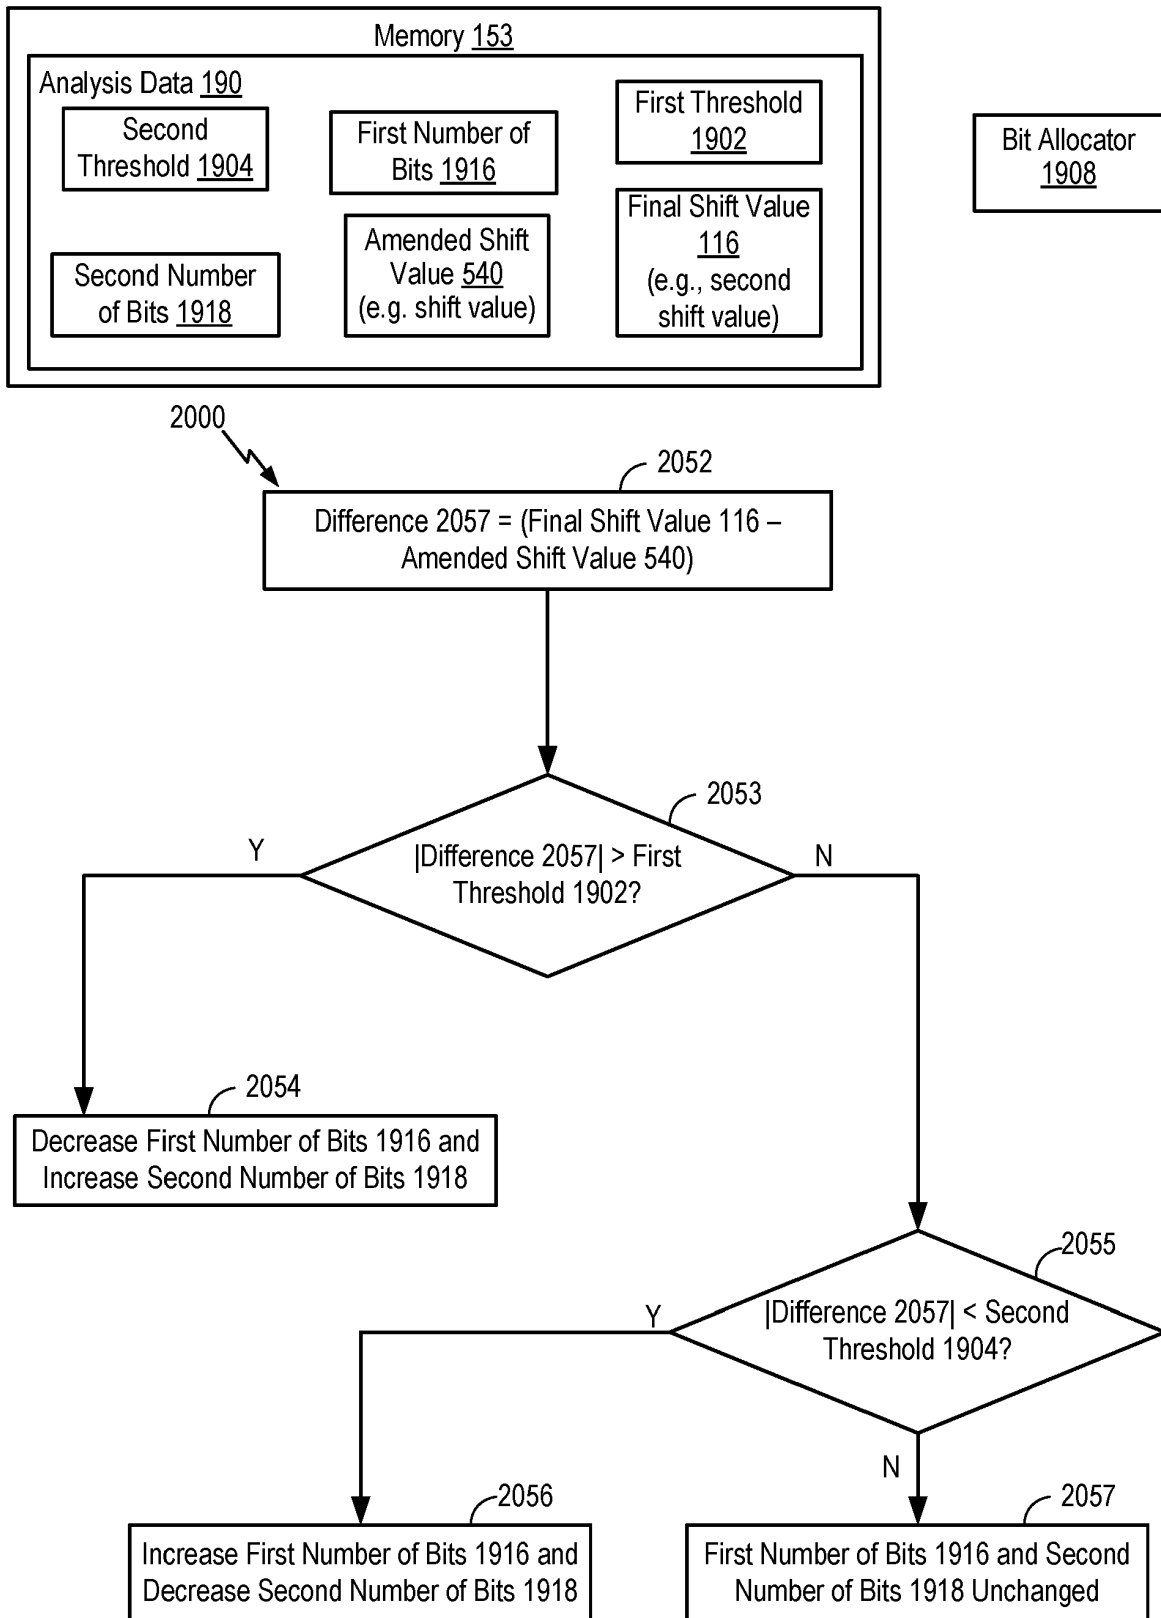 Memory 153
Analysis Data 190
Second
Threshold 1904
First Number of
Bits 1916
First Threshold
1902
Second Number
of Bits 1918
Amended Shift
Value 540
(e.g. shift value)
Final Shift Value
116
(e.g., second
shift value)
Bit Allocator
1908
2000
2052
Difference 2057 = (Final Shift Value 116 –
Amended Shift Value 540)
2053
|Difference 2057| > First
Threshold 1902?
Y
N
2054
Decrease First Number of Bits 1916 and
Increase Second Number of Bits 1918
2055
|Difference 2057| < Second
Threshold 1904?
Y
N
2056
Increase First Number of Bits 1916 and
Decrease Second Number of Bits 1918
2057
First Number of Bits 1916 and Second
Number of Bits 1918 Unchanged